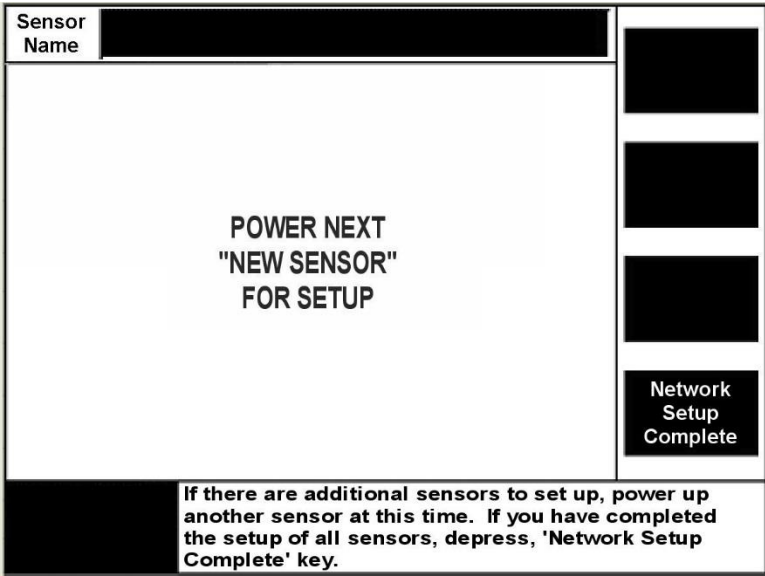 Sensor
Name
POWER NEXT
"NEW SENSOR"
FOR SETUP
Network
Setup
Complete
If there are additional sensors to set up, power up
another sensor at this time.  If you have completed
the setup of all sensors, depress, 'Network Setup
Complete' key.